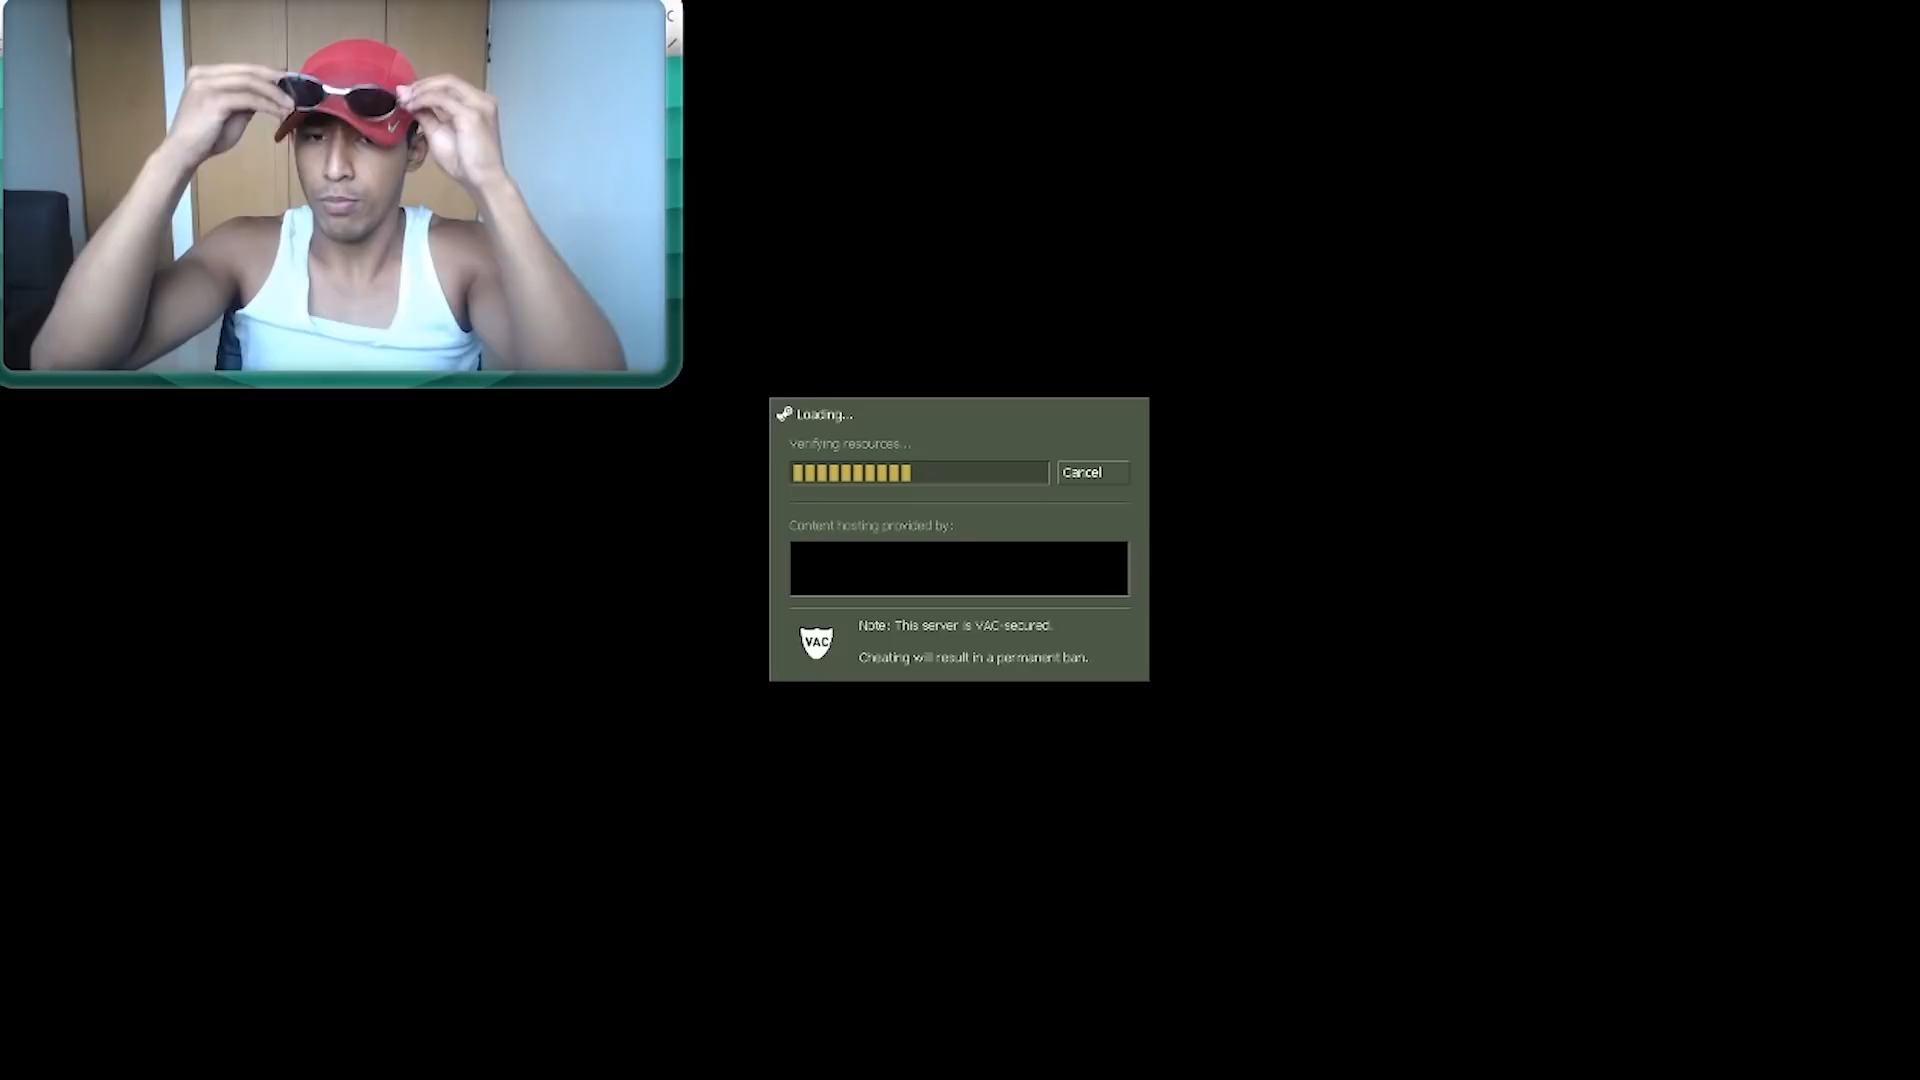 Loading...
Verifying resources...
Cancel
Content hosting provided by:
VAC
Note: This server is VAC-secured.
Cheating will result in a permanent ban.